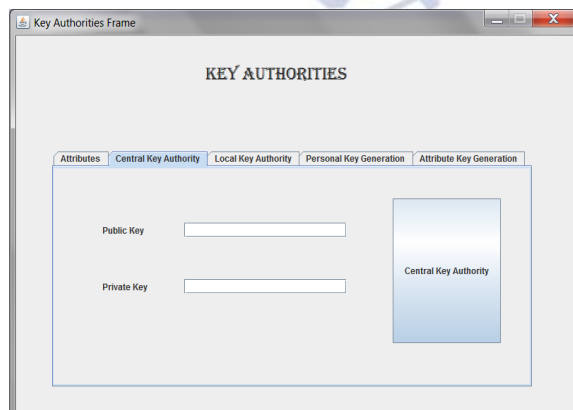 Key Authorities Frame
KEY AUTHORITIES
Attributes Central Key Authority Local Key Authority Personal Key Generation Attribute Key Generation
Public Key
Central Key Authority
Private Key